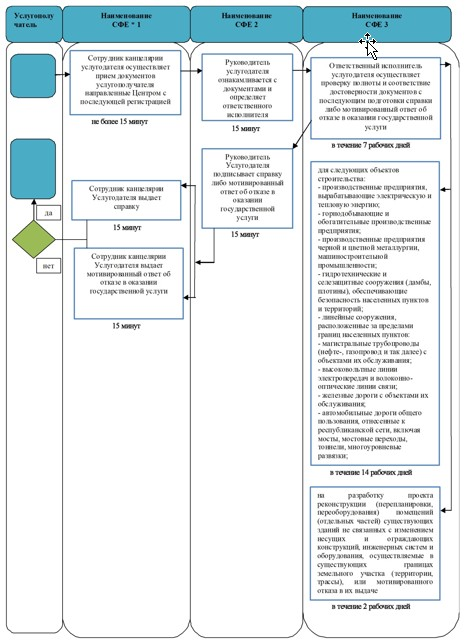 Услугополу
чатель
Наименование
СФЕ * 1
Наименование
СФЕ 2
Наименование
СФЕ 3
Сотрудник канцелярии
услугодателя осуществляет
прием документов
услугополучателя
направленные Центром с
последующей регистрацией
не более 15 минут
Руководитель
услугодателя
ознакамливается с
документами и
определяет
ответственого
исполнителя
15 минут
Ответственный исполнитель
услугодателя осуществляет
проверку полноты и соответствие
достоверности документов с
последующим подготовки справки
либо мотивированный ответ об
отказе в оказании государственной
услуги
в течение 7 рабочих дней
Руководитель
Услугодателя
подписывает справку
либо мотивированный
ответ об отказе в
оказании
государственной
услуги
15 минут
Сотрудник канцелярии
Услугодателя выдает
справку
15 минут
да
нет
Сотрудник канцелярии
Услугодателя выдает
мотивированный ответ об
отказе в оказании
государственной услуги
15 минут
для следующих объектов
строительства:
- производственные предприятия,
вырабатывающие электрическую и
тепловую энергию;
- горнодобывающие и
обогатительные производственные
предприятия;
- производственные предприятия
черной и цветной металлургии,
машиностроительной
промышленности;
- гидротехнические и
селезащитные сооружения (дамбы,
плотины), обеспечивающие
безопасность населенных пунктов
и территорий;
- линейные сооружения,
расположенные за пределами
границ населенных пунктов:
- магистральные трубопроводы
(нефте-, газопровод и так далее) с
объектами их обслуживания;
- высоковольтные линии
электропередач и волоконно-
оптические линии связи;
- железные дороги с объектами их
обслуживания;
- автомобильные дороги общего
пользования, отнесенные к
республиканской сети, включая
мосты, мостовые переходы,
тоннели, многоуровневые
развязки;
в течение 14 рабочих дней
на разработку проекта
реконструкции (перепланировки,
переоборудования) помещений
(отдельных частей) существующих
зданий не связанных с изменением
несущих и ограждающих
конструкций, инженерных систем и
оборудования, осуществляемые в
существующих границах
земельного участка (территории,
трассы), или мотивированного
отказа в их выдаче
в течение 2 рабочих дней